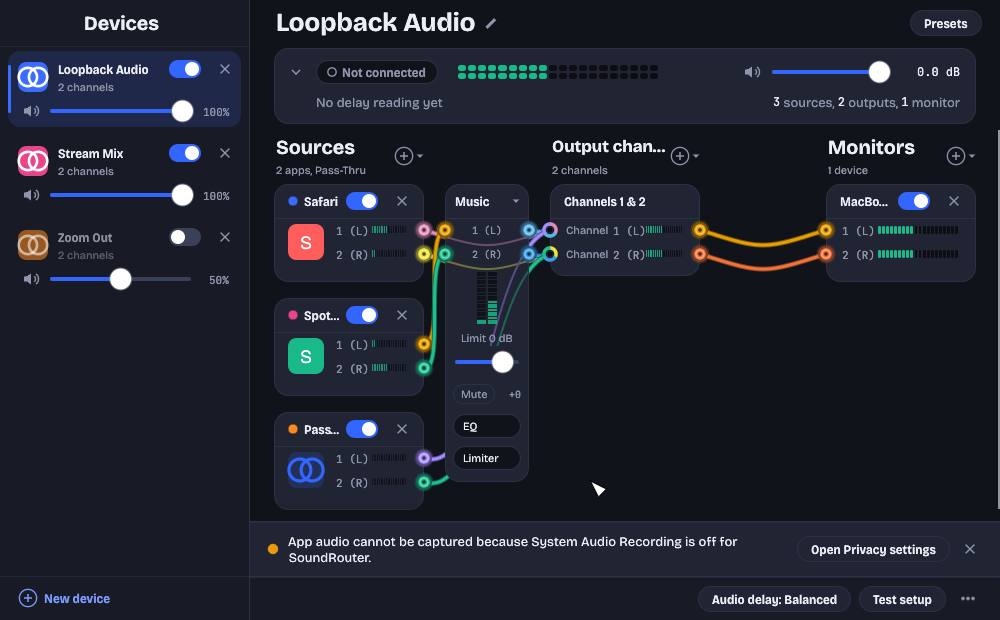 Devices
Loopback Audio
2 channels
100%
Stream Mix
2 channels
100%
Zoom Out
2 channels
50%
New device
Loopback Audio
Presets
Not connected
0.0 dB
No delay reading yet
3 sources, 2 outputs, 1 monitor
Sources
2 apps, Pass-Thru
Output chan...
2 channels
Monitors
1 device
Safari
S
1 (L)
2 (R)
Spot...
S
1 (L)
2 (R)
Pass...
1 (L)
2 (R)
Music
1 (L)
2 (R)
Limit 0 dB
Mute +0
EQ
Limiter
Channels 1 & 2
Channel 1 (L)
Channel 2 (R)
MacBo...
1 (L)
2 (R)
App audio cannot be captured because System Audio Recording is off for
SoundRouter.
Open Privacy settings
Audio delay: Balanced
Test setup